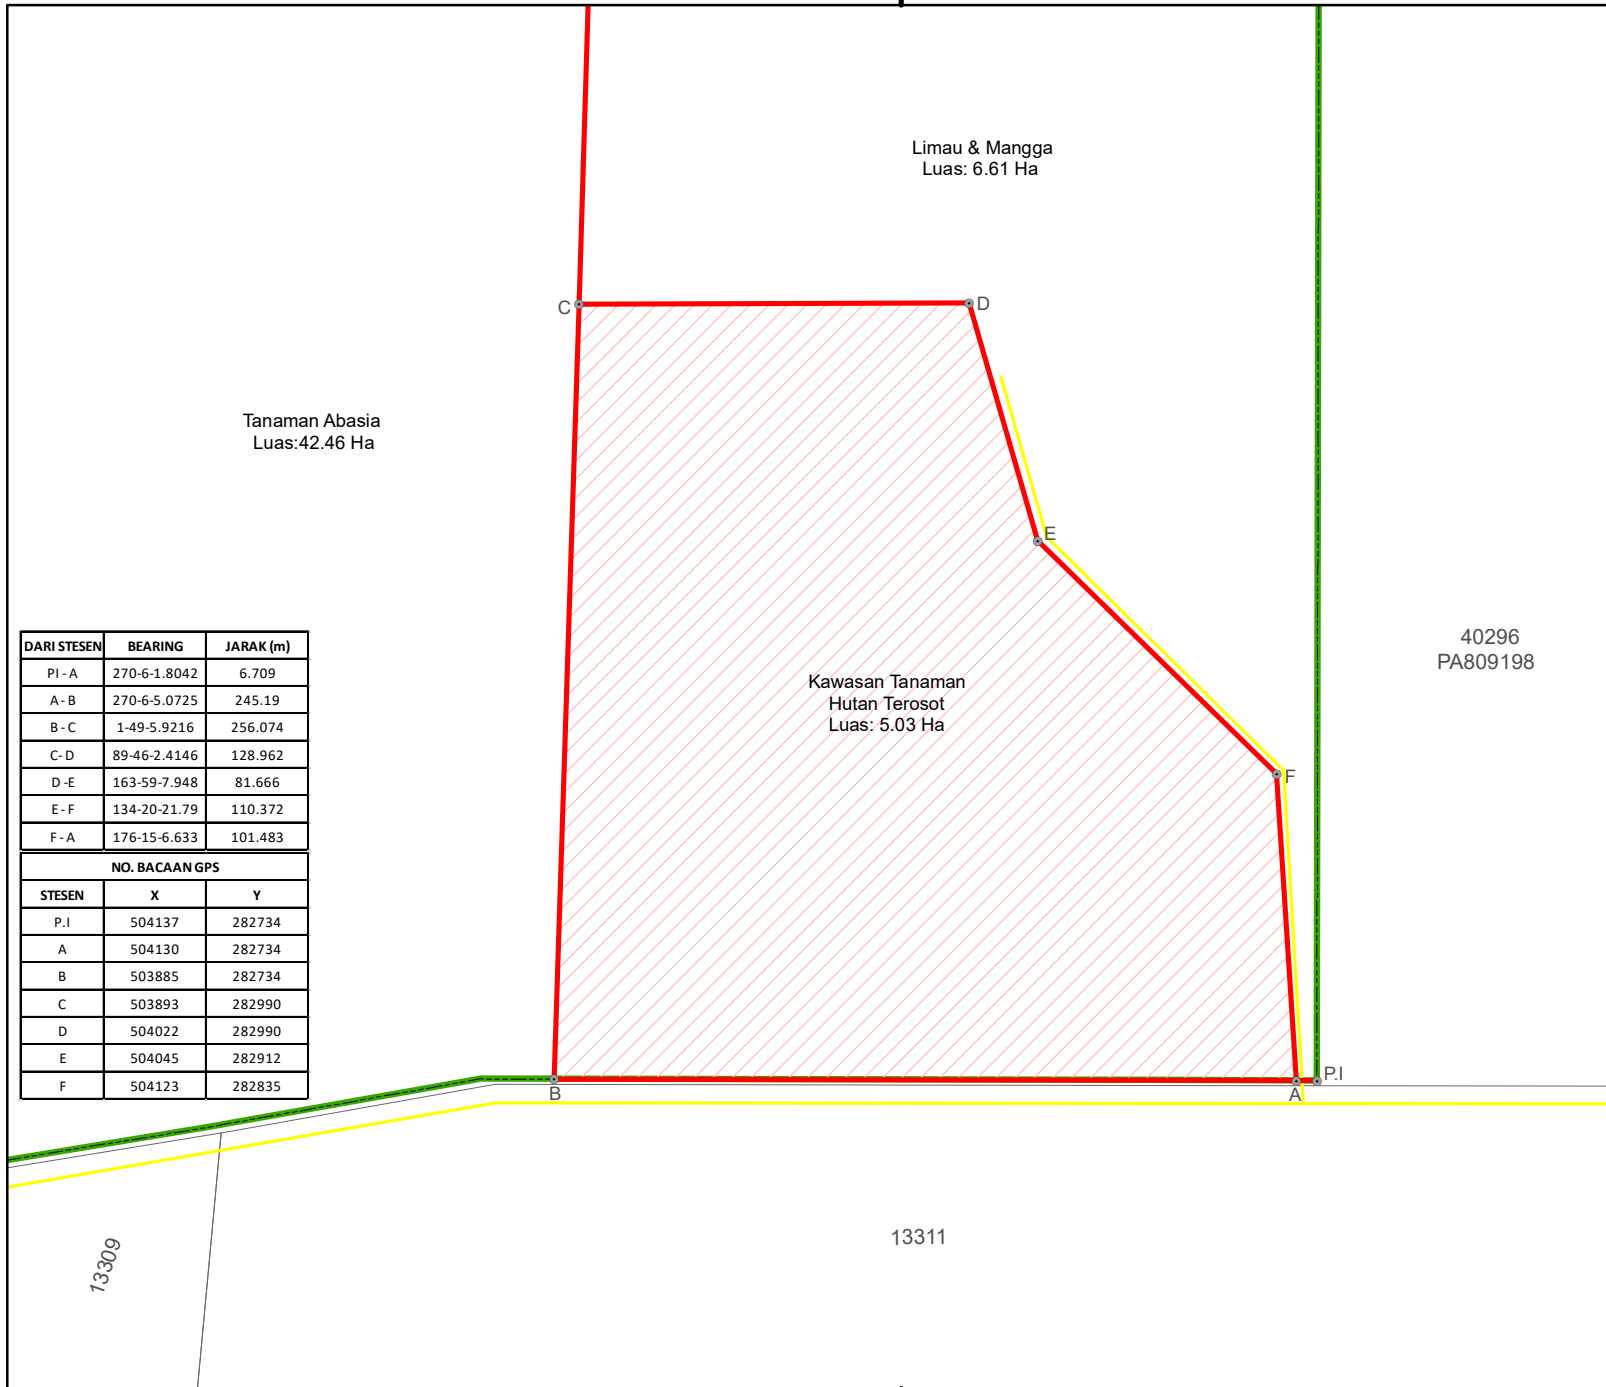 Limau & Mangga
Luas: 6.61 Ha
C
D
Tanaman Abasia
Luas:42.46 Ha
E
40296
PA809198
Kawasan Tanaman
Hutan Terosot
Luas: 5.03 Ha
F
DARI STESEN BEARING JARAK (m)
PI - A 270-6-1.8042 6.709
A - B 270-6-5.0725 245.19
B - C 1-49-5.9216 256.074
C- D 89-46-2.4146 128.962
D -E 163-59-7.948 81.666
E - F 134-20-21.79 110.372
F - A 176-15-6.633 101.483
NO. BACAAN GPS
STESEN X Y
P.I 504137 282734
A 504130 282734
B 503885 282734
C 503893 282990
D 504022 282990
E 504045 282912
F 504123 282835
P.I
B
A
13311
13309